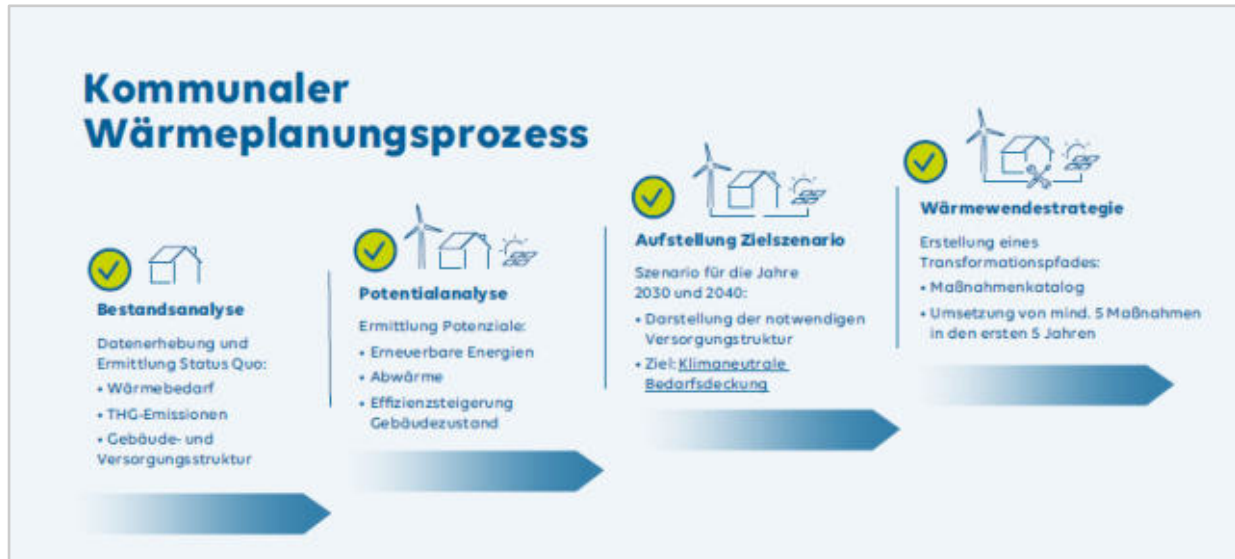 Kommunaler
Wärmeplanungsprozess
Bestandsanalyse
Datenerhebung und
Ermittlung Status Quo:
• Wärmebedarf
• THG-Emissionen
• Gebäude- und
Versorgungsstruktur
Potentialanalyse
Ermittlung Potenziale:
• Erneuerbare Energien
• Abwärme
• Effizienzsteigerung
Gebäudezustand
Aufstellung Zielszenario
Szenario für die Jahre
2030 und 2040:
• Darstellung der notwendigen
Versorgungstruktur
• Ziel: Klimaneutrale
Bedarfsdeckung
Wärmewendestrategie
Erstellung eines
Transformationspfades:
• Maßnahmenkatalog
• Umsetzung von mind. 5 Maßnahmen
in den ersten 5 Jahren